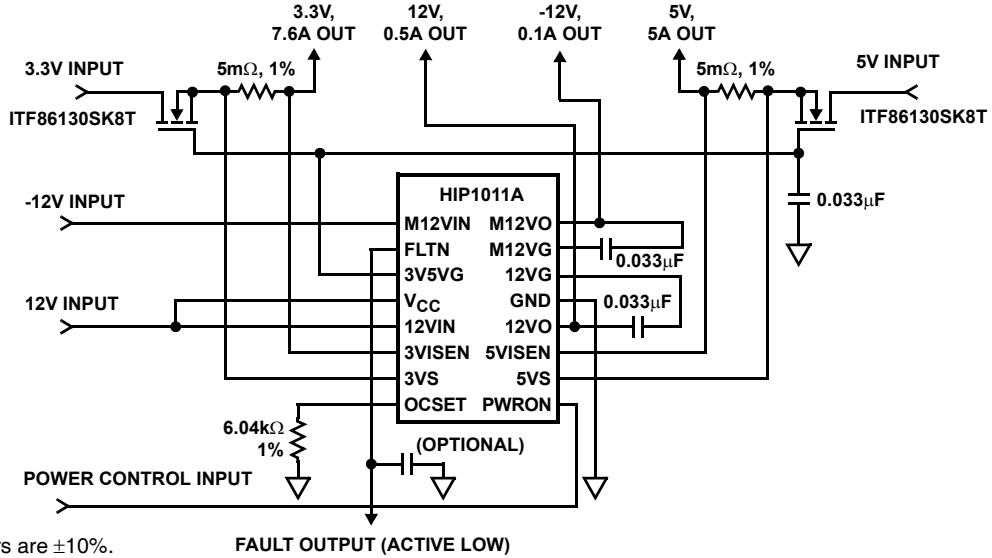 3.3V,
7.6A OUT
12V,
0.5A OUT
-12V,
0.1A OUT
5V,
5A OUT
3.3V INPUT
5mΩ, 1%
5mΩ, 1%
5V INPUT
ITF86130SK8T
ITF86130SK8T
HIP1011A
0.033µF
-12V INPUT
M12VIN
M12VO
FLTN
M12VG
0.033µF
3V5VG
12VG
12V INPUT
VCC
GND
0.033µF
12VIN
12VO
3VISEN
5VISEN
3VS
5VS
OCSET
PWRON
6.04kΩ
1%
(OPTIONAL)
POWER CONTROL INPUT
rs are ±10%.
FAULT OUTPUT (ACTIVE LOW)